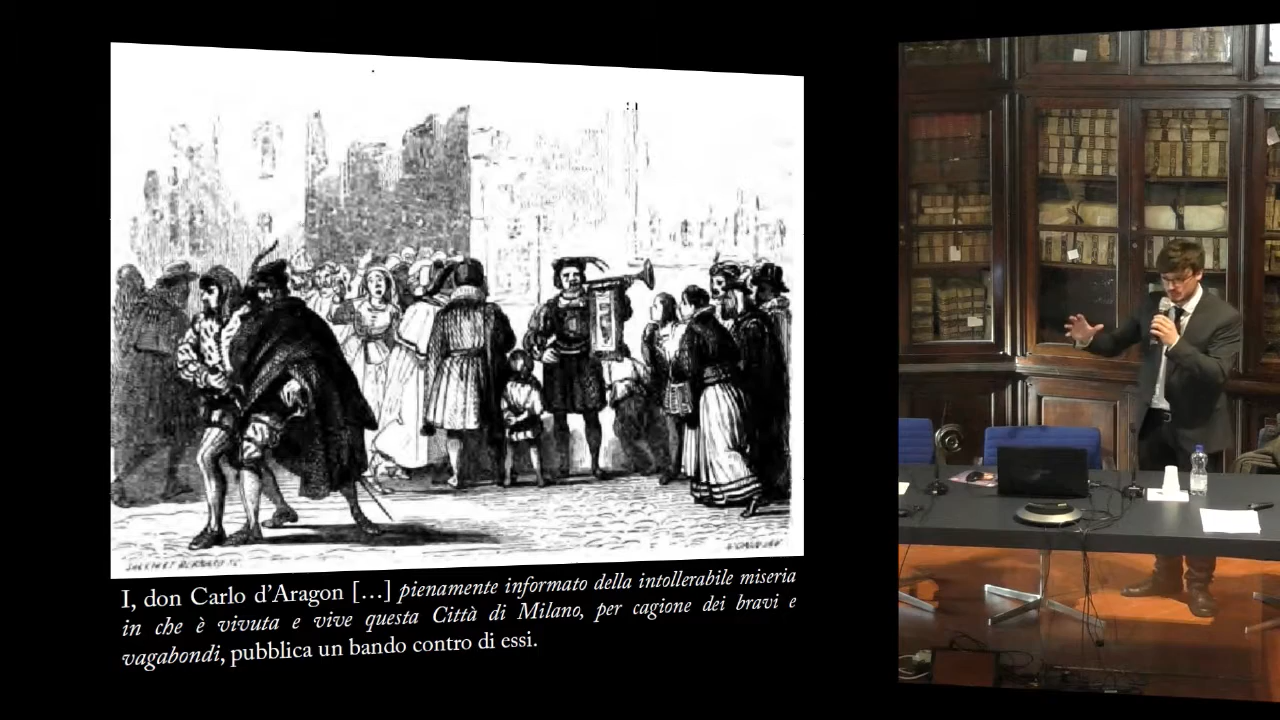 I, don Carlo d'Aragon […] pienamente informato della intollerabile miseria
in che è vivuta e vive questa Città di Milano, per cagione dei bravi e
vagabondi, pubblica un bando contro di essi.